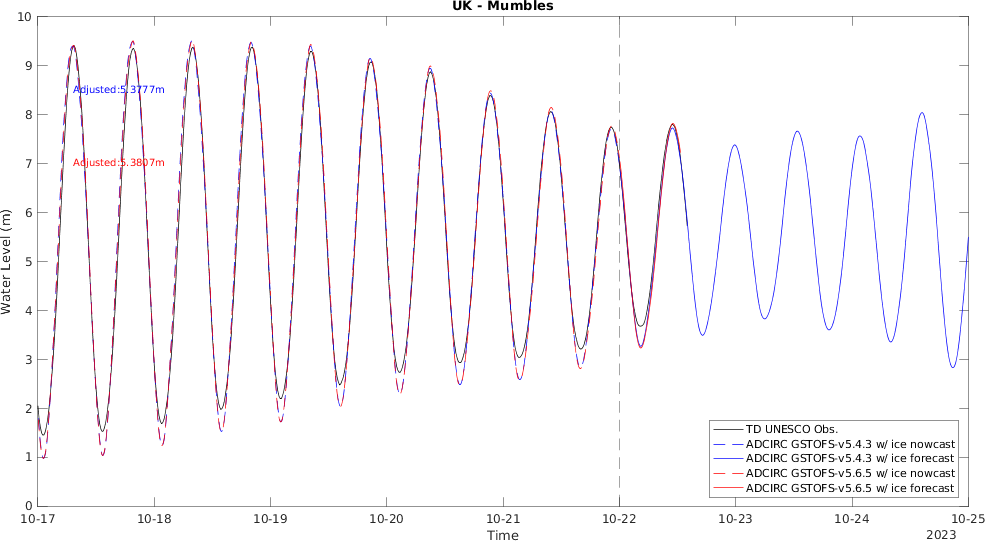 UK - Mumbles
10
9
8
7
6
5
4
3
2
1
0
Water Level (m)
Adjusted:5.3777m
Adjusted:5.3807m
TD UNESCO Obs.
ADCIRC GSTOFS-v5.4.3 w/ ice nowcast
ADCIRC GSTOFS-v5.4.3 w/ ice forecast
ADCIRC GSTOFS-v5.6.5 w/ ice nowcast
ADCIRC GSTOFS-v5.6.5 w/ ice forecast
10-17 10-18 10-19 10-20 10-21 10-22 10-23 10-24 10-25
Time
2023